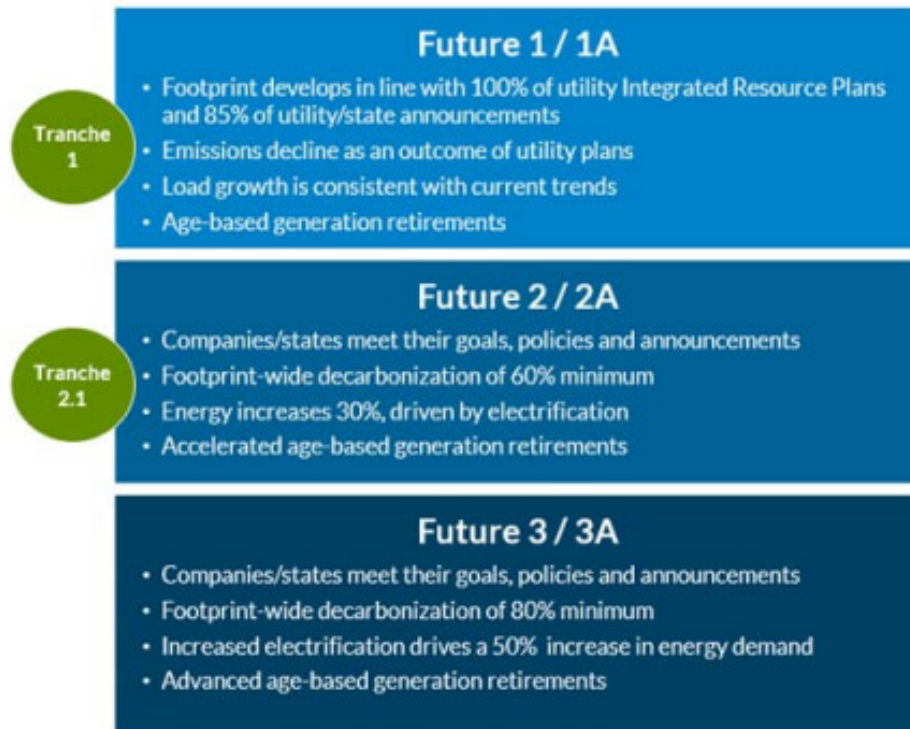 Future 1 / 1A
• Footprint develops in line with 100% of utility Integrated Resource Plans
and 85% of utility/state announcements
Tranche
1
• Emissions decline as an outcome of utility plans
• Load growth is consistent with current trends
• Age-based generation retirements
Future 2 / 2A
• Companies/states meet their goals, policies and announcements
Tranche
2.1
• Footprint-wide decarbonization of 60% minimum
• Energy increases 30%, driven by electrification
• Accelerated age-based generation retirements
Future 3 / 3A
• Companies/states meet their goals, policies and announcements
• Footprint-wide decarbonization of 80% minimum
• Increased electrification drives a 50% increase in energy demand
• Advanced age-based generation retirements